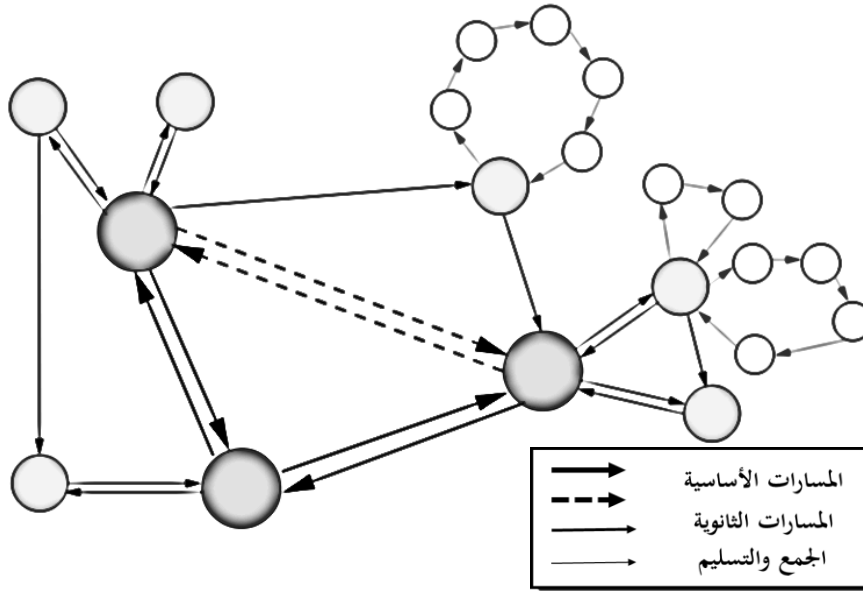 المسارات الأساسية
المسارات الثانوية
الجمع والتسليم